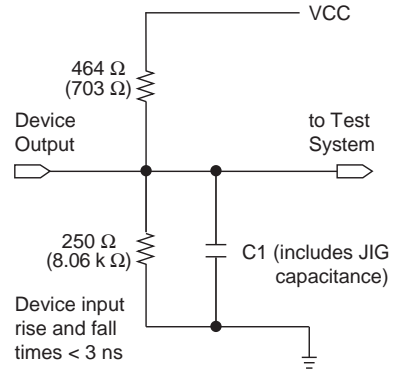 VCC
464 Ω
(703 Ω)
Device
Output
to Test
System
250 Ω
(8.06 k Ω)
C1 (includes JIG
capacitance)
Device input
rise and fall
times < 3 ns